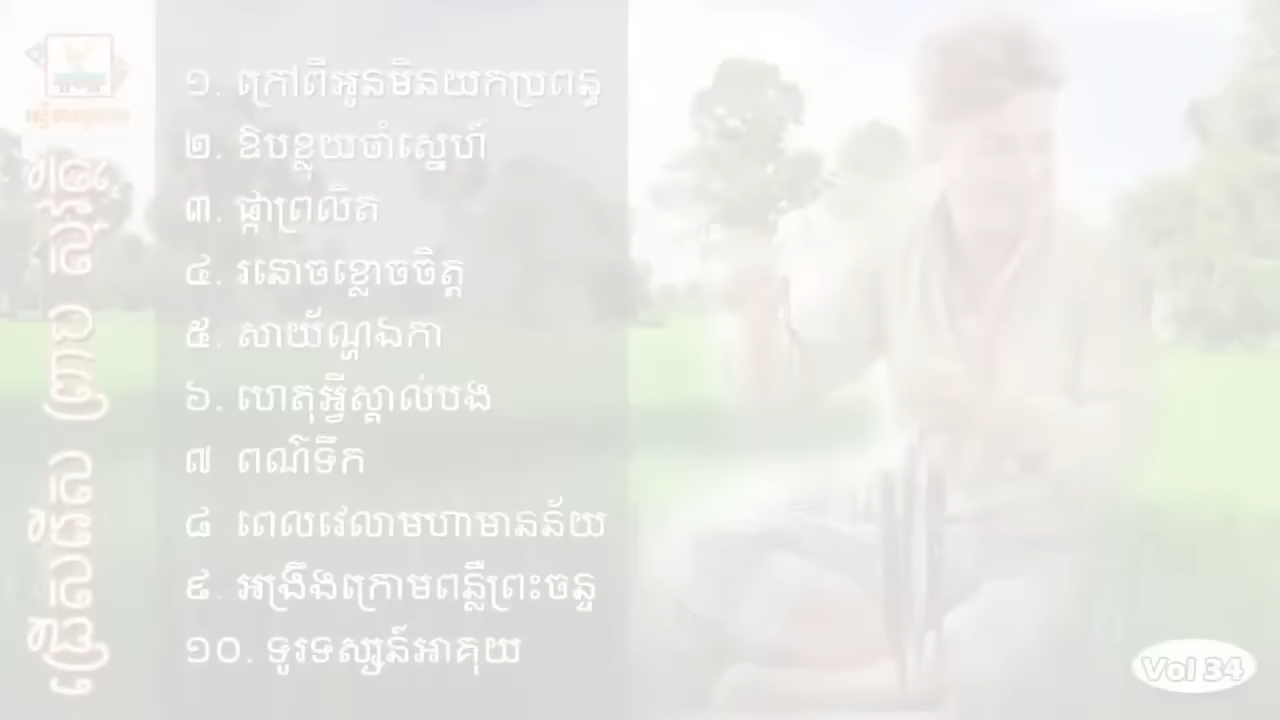 ១. ក្រៅពីអូនមិនយកប្រពន្ធ
២. ឱបខ្លុយចាំស្នេហ៍
៣. ផ្កាព្រលិត
៤. រនោចខ្លោចចិត្ត
៥. សាយ័ណ្ហឯកា
៦. ហេតុអ្វីស្គាល់បង
៧ ពណ៌ទឹក
៨ ពេលវេលាមហាមានន័យ
៩. អង្រឹងក្រោមពន្លឺព្រះចន្ទ
១០. ទូរទស្សន៍អាគុយ
ជ្រើសរើស ព្រាប សុវត្ថិ
Vol 34